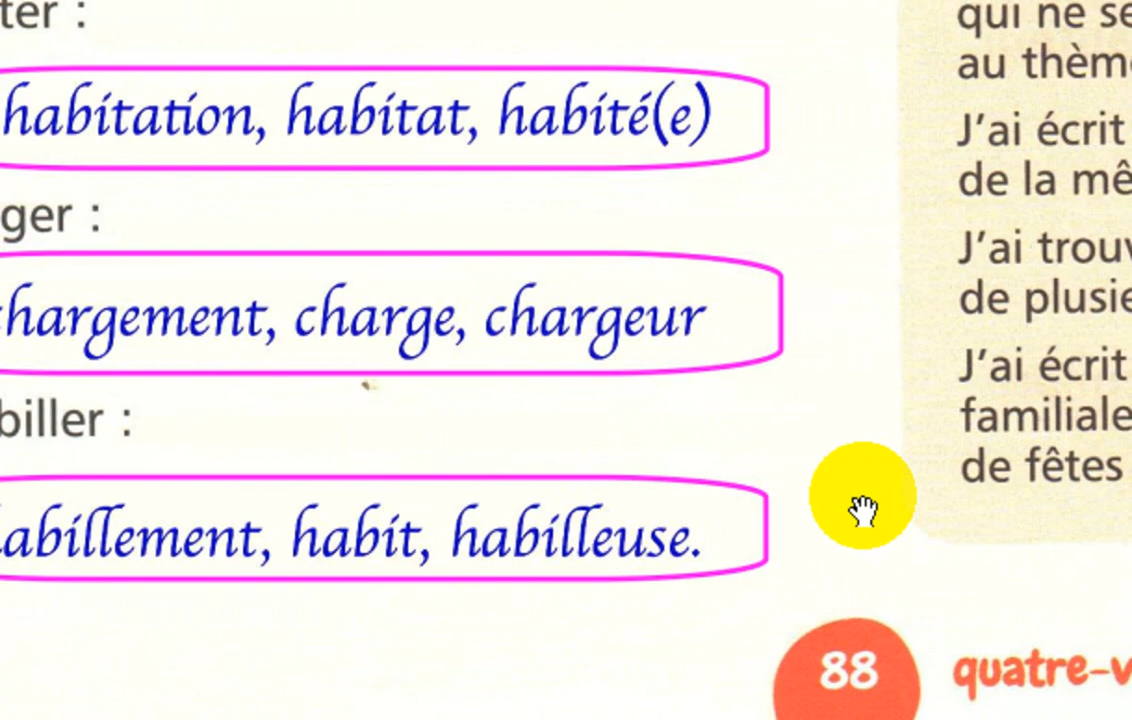 ter :
habitation, habitat, habité(e)
ger :
chargement, charge, chargeur
biller :
abillement, habit, habilleuse.
qui ne se
au thème
J'ai écrit
de la mê
J'ai trouv
de plusie
J'ai écrit
familiale
de fêtes
88
quatre-v